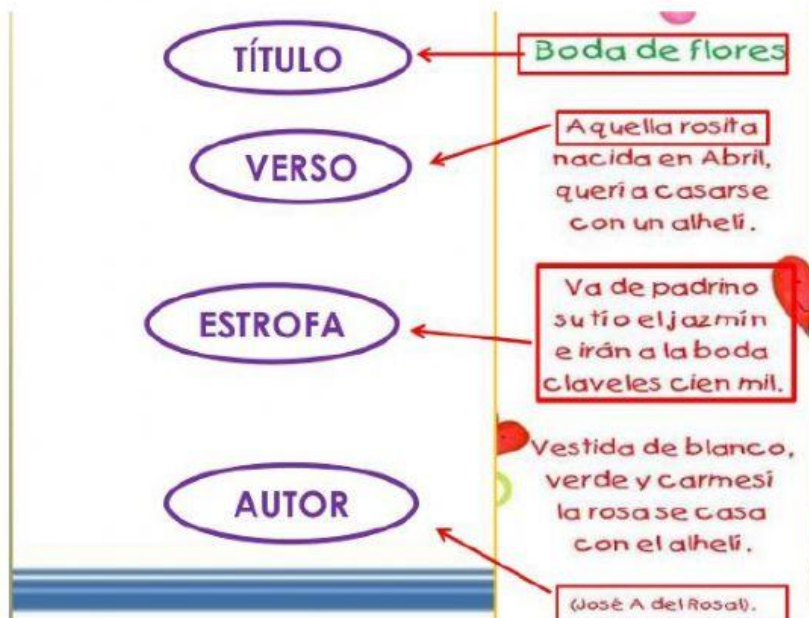 TÍTULO
Boda de flores
VERSO
Aquella rosita
nacida en Abril,
quería casarse
con un alhelí.
ESTROFA
Va de padrino
su tío el jazmín
e irán a la boda
claveles cien mil.
AUTOR
Vestida de blanco,
verde y carmesí
la rosa se casa
con el alhelí.
(José A del Rosal).